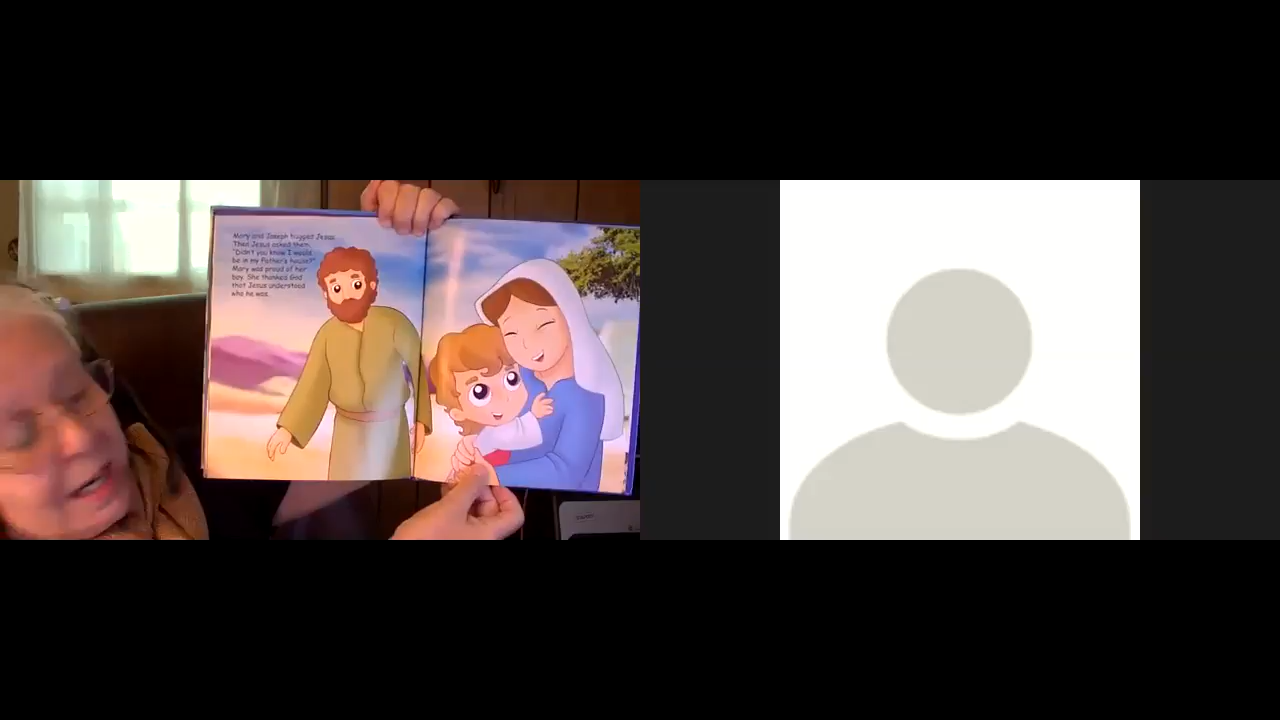 Mary and Joseph hugged Jesus.
Then Jesus asked them,
"Didn't you know I would
be in my Father's house?"
Mary was proud of her
boy. She thanked God
that Jesus understood
who he was.